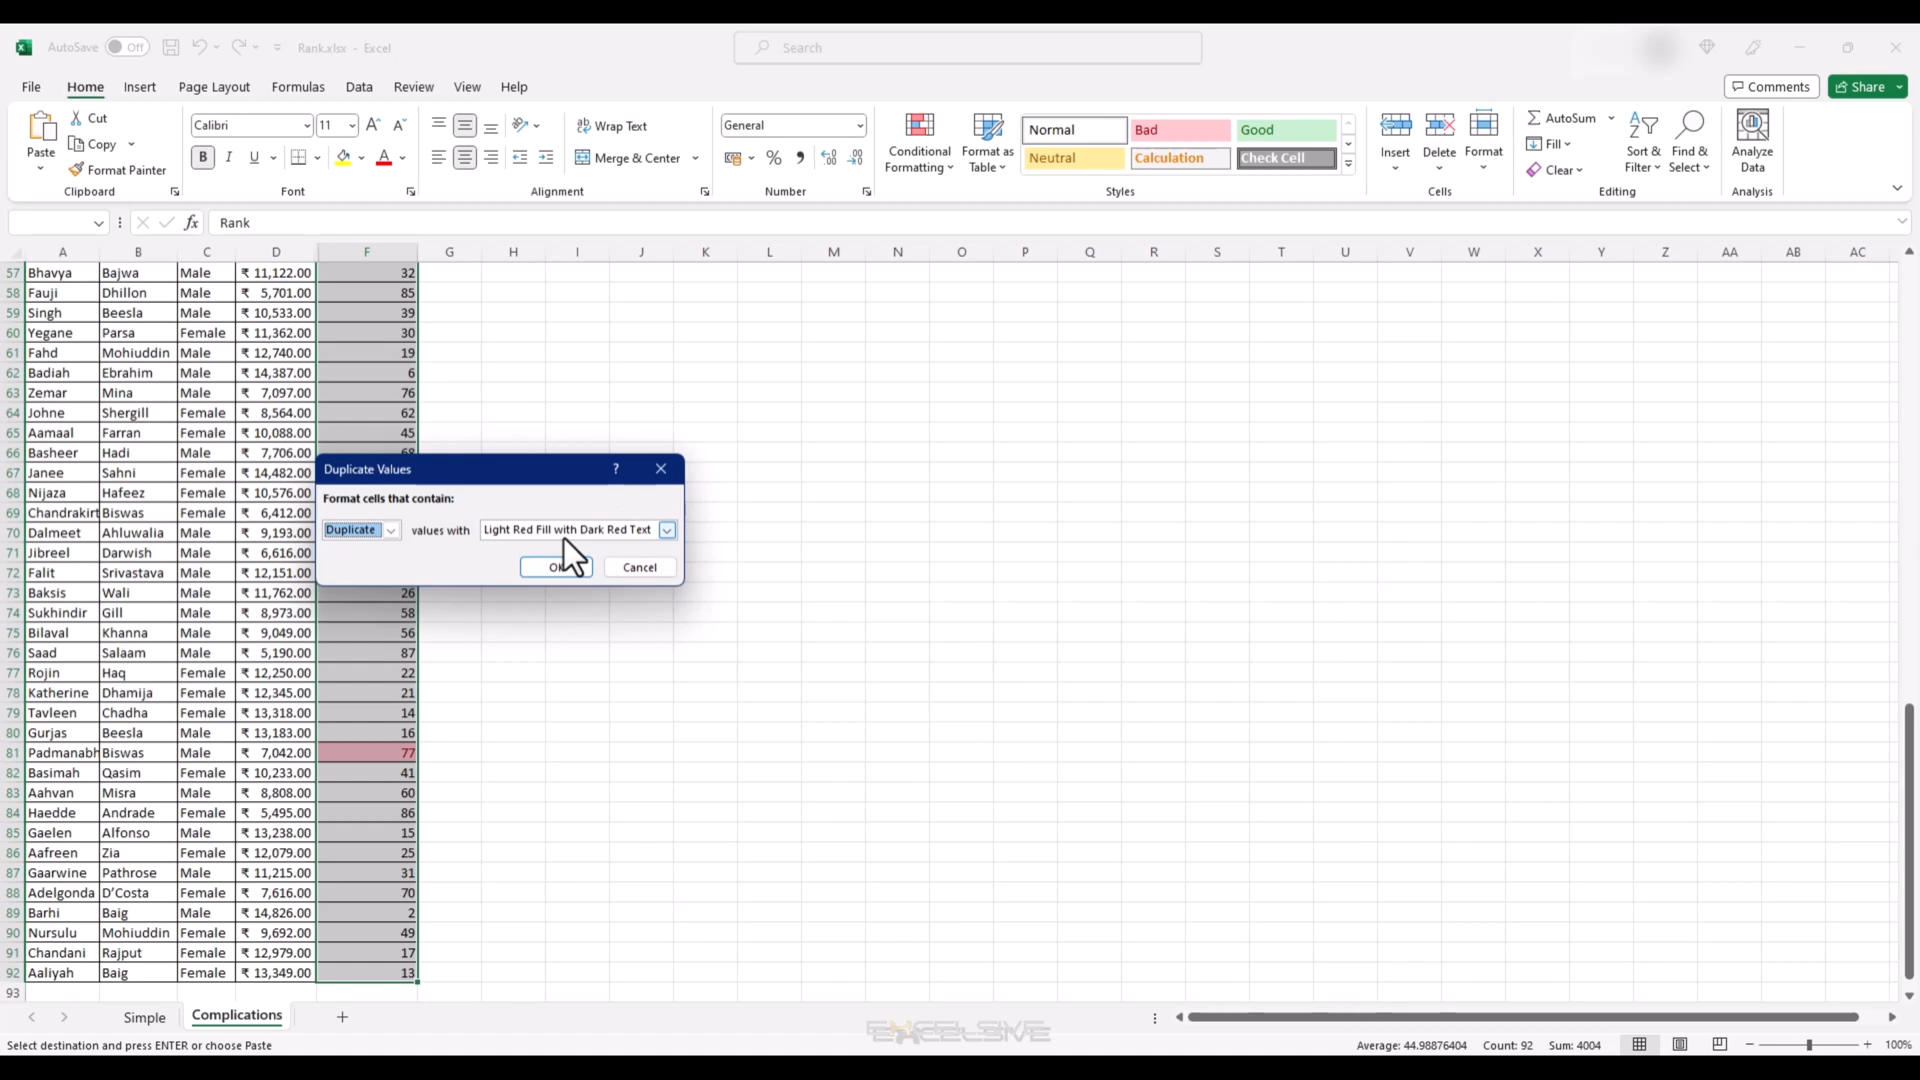 AutoSave Off Rank.xlsx - Excel Search
File Home Insert Page Layout Formulas Data Review View Help Comments Share
Paste Cut Copy Format Painter Clipboard
Calibri 11 B I U A Font
Wrap Text Merge & Center Alignment
General % Number
Conditional Formatting Format as Table Normal Bad Good Neutral Calculation Check Cell Styles
Insert Delete Format Cells
AutoSum Fill Clear Sort & Filter Find & Select Editing
Analyze Data Analysis
fx Rank
A B C D F G H I J K L M N O P Q R S T U V W X Y Z AA AB AC
57 Bhavya Bajwa Male ₹ 11,122.00 32
58 Fauji Dhillon Male ₹ 5,701.00 85
59 Singh Beesla Male ₹ 10,533.00 39
60 Yegane Parsa Female ₹ 11,362.00 30
61 Fahd Mohiuddin Male ₹ 12,740.00 19
62 Badiah Ebrahim Male ₹ 14,387.00 6
63 Zemar Mina Male ₹ 7,097.00 76
64 Johne Shergill Female ₹ 8,564.00 62
65 Aamaal Farran Female ₹ 10,088.00 45
66 Basheer Hadi Male ₹ 7,706.00
67 Janee Sahni Female ₹ 14,482.00
68 Nijaza Hafeez Female ₹ 10,576.00
69 Chandrakirt Biswas Female ₹ 6,412.00
70 Dalmeet Ahluwalia Male ₹ 9,193.00
71 Jibreel Darwish Male ₹ 6,616.00
72 Falit Srivastava Male ₹ 12,151.00
73 Baksis Wali Male ₹ 11,762.00 26
74 Sukhindir Gill Male ₹ 8,973.00 58
75 Bilaval Khanna Male ₹ 9,049.00 56
76 Saad Salaam Male ₹ 5,190.00 87
77 Rojin Haq Female ₹ 12,250.00 22
78 Katherine Dhamija Female ₹ 12,345.00 21
79 Tavleen Chadha Female ₹ 13,318.00 14
80 Gurjas Beesla Male ₹ 13,183.00 16
81 Padmanabh Biswas Male ₹ 7,042.00 77
82 Basimah Qasim Female ₹ 10,233.00 41
83 Aahvan Misra Male ₹ 8,808.00 60
84 Haedde Andrade Female ₹ 5,495.00 86
85 Gaelen Alfonso Male ₹ 13,238.00 15
86 Aafreen Zia Female ₹ 12,079.00 25
87 Gaarwine Pathrose Male ₹ 11,215.00 31
88 Adelgonda D'Costa Female ₹ 7,616.00 70
89 Barhi Baig Male ₹ 14,826.00 2
90 Nursulu Mohiuddin Female ₹ 9,692.00 49
91 Chandani Rajput Female ₹ 12,979.00 17
92 Aaliyah Baig Female ₹ 13,349.00 13
93
Duplicate Values ?
Format cells that contain:
Duplicate values with Light Red Fill with Dark Red Text
Cancel
Simple Complications
EXCELSIVE
Select destination and press ENTER or choose Paste Average: 44.98876404 Count: 92 Sum: 4004 100%